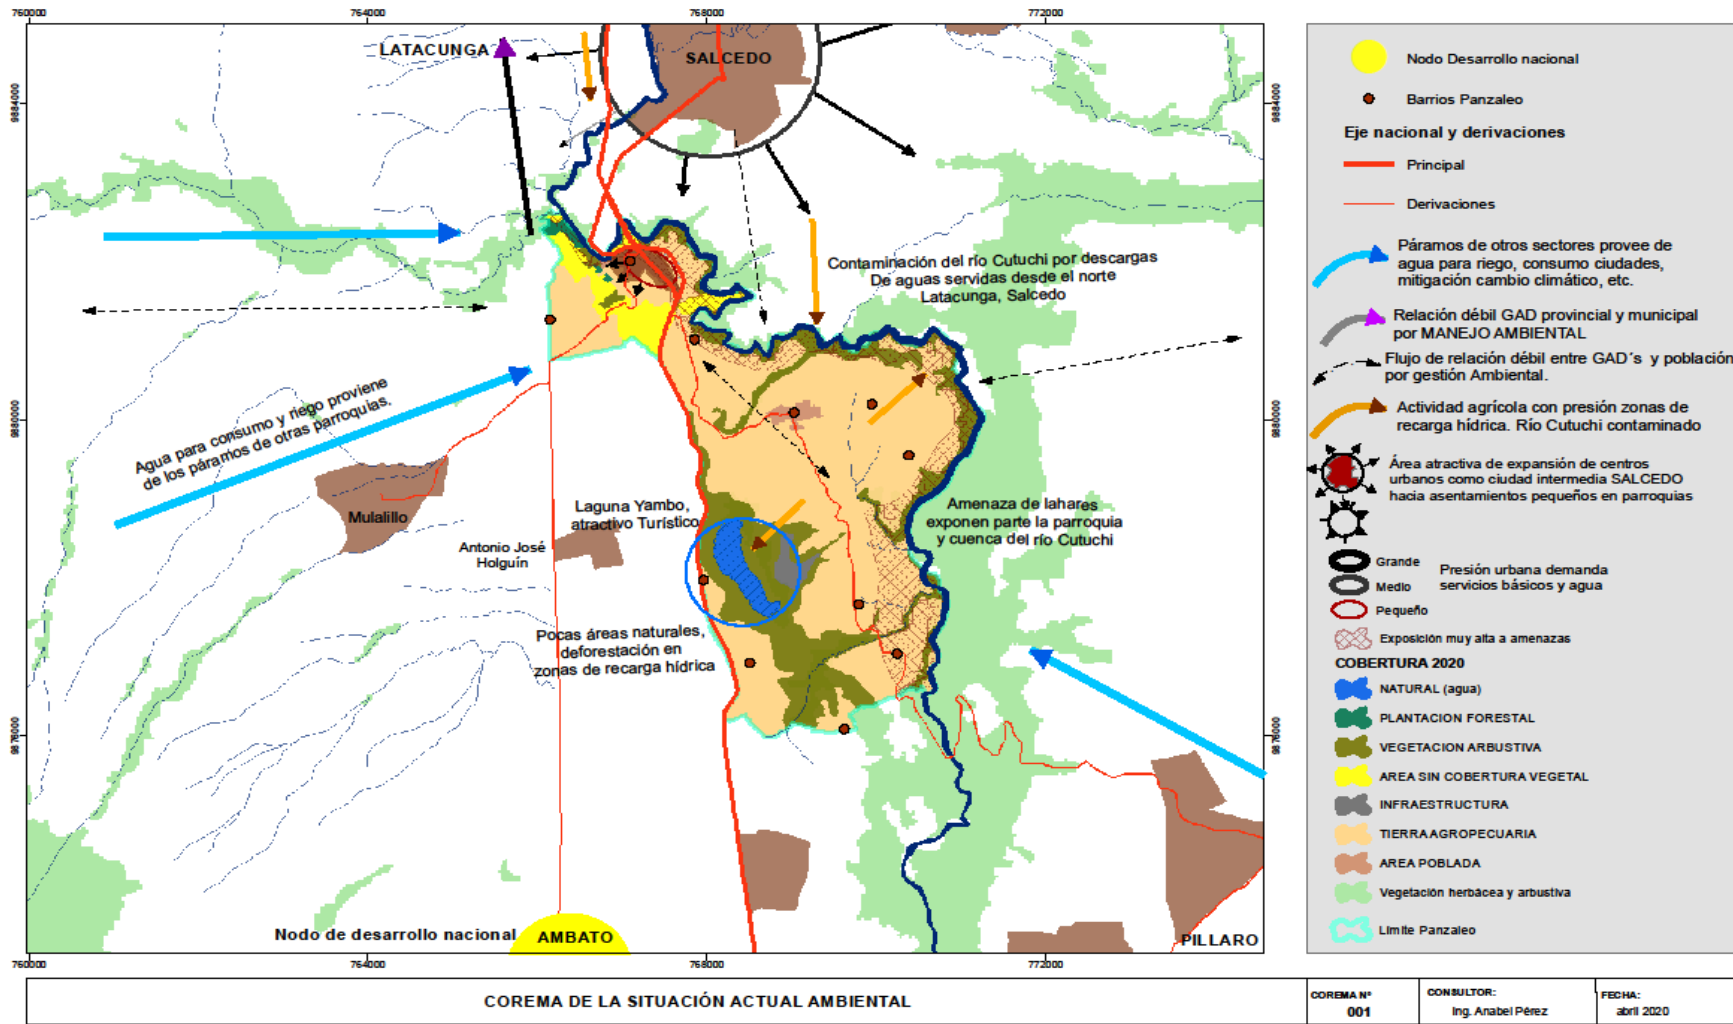 760000
764000
768000
772000
9884000
9884000
9880000
9880000
9876000
9876000
LATACUNGA
SALCEDO
Contaminación del río Cutuchi por descargas
De aguas servidas desde el norte
Latacunga, Salcedo
Agua para consumo y riego proviene
de los páramos de otras parroquias.
Mulalillo
Antonio José
Holguín
Laguna Yambo,
atractivo Turístico
Amenaza de lahares
exponen parte la parroquia
y cuenca del río Cutuchi
Pocas áreas naturales,
deforestación en
zonas de recarga hídrica
Nodo de desarrollo nacional
AMBATO
PILLARO
760000
764000
768000
772000
Nodo Desarrollo nacional
Barrios Panzaleo
Eje nacional y derivaciones
Principal
Derivaciones
Páramos de otros sectores provee de
agua para riego, consumo ciudades,
mitigación cambio climático, etc.
Relación débil GAD provincial y municipal
por MANEJO AMBIENTAL
Flujo de relación débil entre GAD´s y población
por gestión Ambiental.
Actividad agrícola con presión zonas de
recarga hídrica. Río Cutuchi contaminado
Área atractiva de expansión de centros
urbanos como ciudad intermedia SALCEDO
hacia asentamientos pequeños en parroquias
Grande
Medio
Pequeño
Presión urbana demanda
servicios básicos y agua
Exposición muy alta a amenazas
COBERTURA 2020
NATURAL (agua)
PLANTACION FORESTAL
VEGETACION ARBUSTIVA
AREA SIN COBERTURA VEGETAL
INFRAESTRUCTURA
TIERRA AGROPECUARIA
AREA POBLADA
Vegetación herbácea y arbustiva
Límite Panzaleo
COREMA DE LA SITUACIÓN ACTUAL AMBIENTAL
COREMA Nº
001
CONSULTOR:
Ing. Anabel Pérez
FECHA:
abril 2020